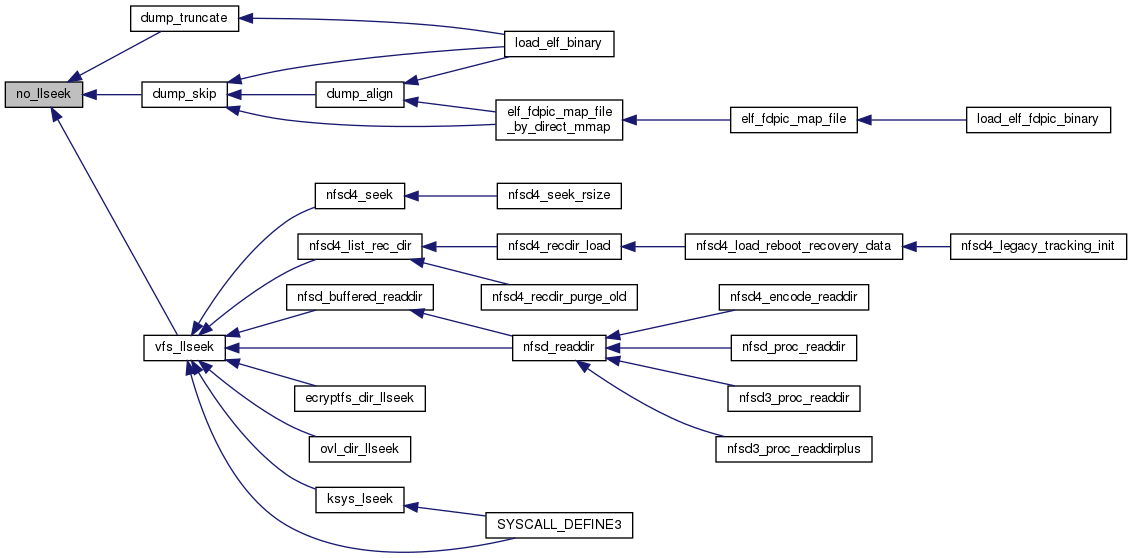 dump_truncate
load_elf_binary
no_llseek
dump_skip
dump_align
elf_fdpic_map_file
_by_direct_mmap
elf_fdpic_map_file
load_elf_fdpic_binary
nfsd4_seek
nfsd4_seek_rsize
nfsd4_list_rec_dir
nfsd4_recdir_load
nfsd4_load_reboot_recovery_data
nfsd4_legacy_tracking_init
nfsd_buffered_readdir
nfsd4_recdir_purge_old
nfsd4_encode_readdir
vfs_llseek
nfsd_readdir
nfsd_proc_readdir
ecryptfs_dir_llseek
nfsd3_proc_readdir
ovl_dir_llseek
nfsd3_proc_readdirplus
ksys_lseek
SYSCALL_DEFINE3